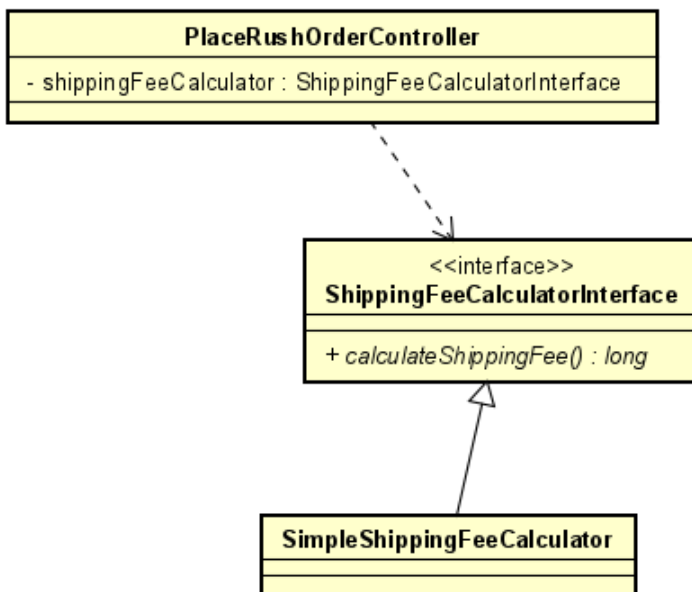 PlaceRushOrderController
- shippingFeeCalculator : ShippingFeeCalculatorInterface
<<interface>>
ShippingFeeCalculatorInterface
+ calculateShippingFee() : long
SimpleShippingFeeCalculator